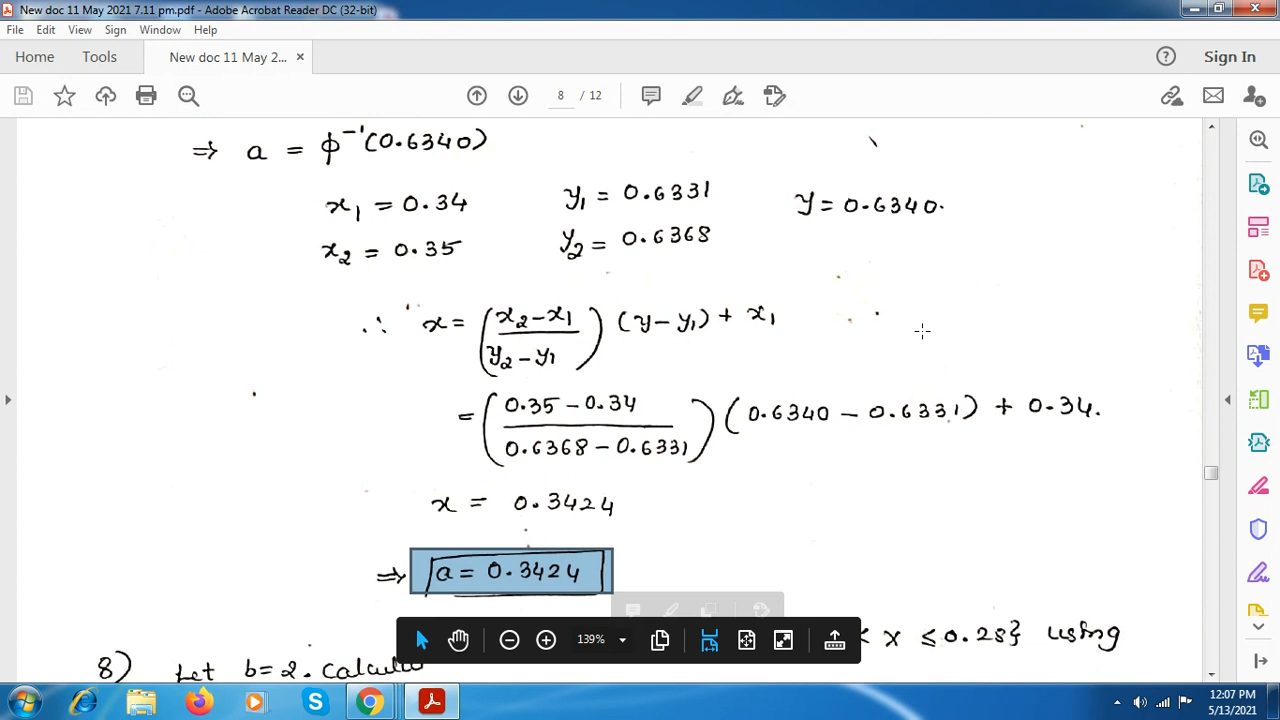 New doc 11 May 2021 7.11 pm.pdf - Adobe Acrobat Reader DC (32-bit)
File Edit View Sign Window Help
Home Tools New doc 11 May 2... × Sign In
8 / 12
⇒ a = ϕ⁻¹(0.6340)
x₁ = 0.34 y₁ = 0.6331 y = 0.6340.
x₂ = 0.35 y₂ = 0.6368
∴ x = (x₂-x₁ / y₂-y₁) (y-y₁) + x₁
= (0.35-0.34 / 0.6368-0.6331) (0.6340 - 0.6331) + 0.34.
x = 0.3424
⇒ a = 0.3424
8) Let b=2. x ≤0.28} using
139%
12:07 PM
5/13/2021